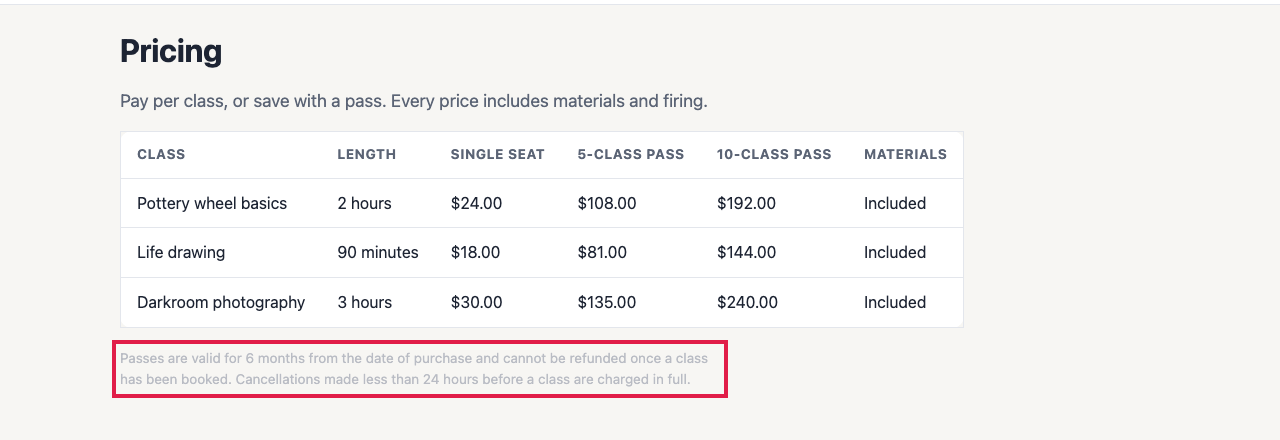 Pricing
Pay per class, or save with a pass. Every price includes materials and firing.
CLASS LENGTH SINGLE SEAT 5-CLASS PASS 10-CLASS PASS MATERIALS
Pottery wheel basics 2 hours $24.00 $108.00 $192.00 Included
Life drawing 90 minutes $18.00 $81.00 $144.00 Included
Darkroom photography 3 hours $30.00 $135.00 $240.00 Included
Passes are valid for 6 months from the date of purchase and cannot be refunded once a class
has been booked. Cancellations made less than 24 hours before a class are charged in full.